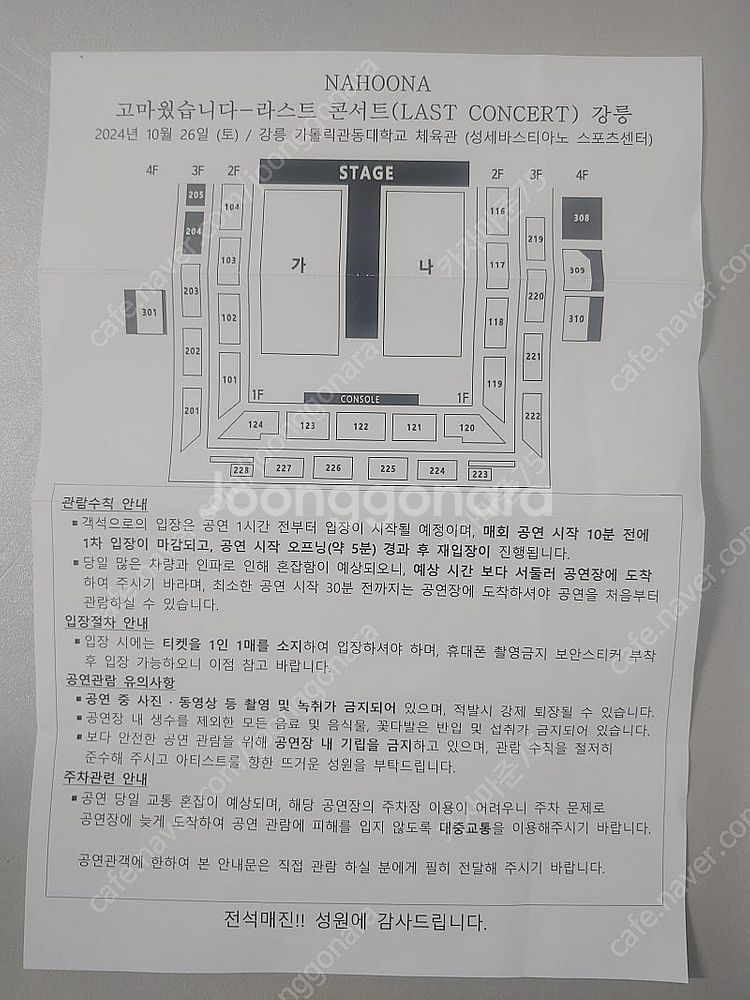 NAHOONA
고마웠습니다-라스트 콘서트(LAST CONCERT) 강릉
2024년 10월 26일 (토) / 강릉 가톨릭관동대학교 체육관 (성세바스티아노 스포츠센터)
4F 3F 2F STAGE 2F 3F 4F
205
104 116 308
204 219
가 나
103 117 309
203 220
301 102 118 310
202 221
101 119
201 1F CONSOLE 1F 222
124 123 122 121 120
228 227 226 225 224 223
joonggonara
관람수칙 안내
▪ 객석으로의 입장은 공연 1시간 전부터 입장이 시작될 예정이며, 매회 공연 시작 10분 전에
1차 입장이 마감되고, 공연 시작 오프닝(약 5분) 경과 후 재입장이 진행됩니다.
▪ 당일 많은 차량과 인파로 인해 혼잡함이 예상되오니, 예상 시간 보다 서둘러 공연장에 도착
하여 주시기 바라며, 최소한 공연 시작 30분 전까지는 공연장에 도착하셔야 공연을 처음부터
관람하실 수 있습니다.
입장절차 안내
▪ 입장 시에는 티켓을 1인 1매를 소지하여 입장하셔야 하며, 휴대폰 촬영금지 보안스티커 부착
후 입장 가능하오니 이점 참고 바랍니다.
공연관람 유의사항
▪ 공연 중 사진 · 동영상 등 촬영 및 녹취가 금지되어 있으며, 적발시 강제 퇴장될 수 있습니다.
▪ 공연장 내 생수를 제외한 모든 음료 및 음식물, 꽃다발은 반입 및 섭취가 금지되어 있습니다.
▪ 보다 안전한 공연 관람을 위해 공연장 내 기립을 금지하고 있으며, 관람 수칙을 철저히
준수해 주시고 아티스트를 향한 뜨거운 성원을 부탁드립니다.
주차관련 안내
▪ 공연 당일 교통 혼잡이 예상되며, 해당 공연장의 주차장 이용이 어려우니 주차 문제로
공연장에 늦게 도착하여 공연 관람에 피해를 입지 않도록 대중교통을 이용해주시기 바랍니다.
공연관객에 한하여 본 안내문은 직접 관람 하실 분에게 필히 전달해 주시기 바랍니다.
전석매진!! 성원에 감사드립니다.